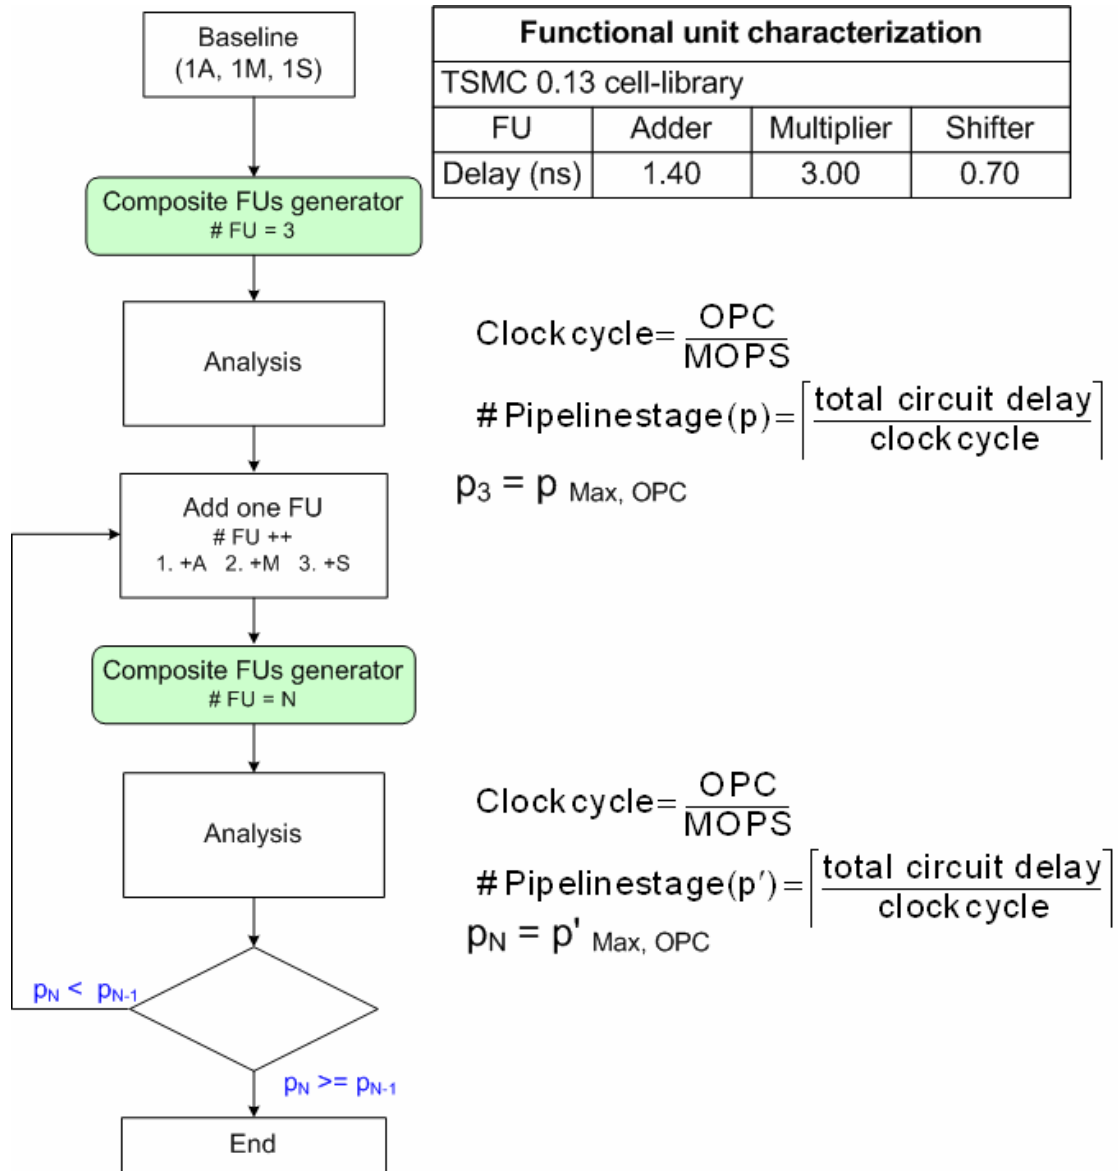 Baseline
(1A, 1M, 1S)
Functional unit characterization
TSMC 0.13 cell-library
FU Adder Multiplier Shifter
Delay (ns) 1.40 3.00 0.70
Composite FUs generator
# FU = 3
Analysis
Clock cycle = OPC
MOPS
# Pipelinestage(p) = ⌈total circuit delay
clock cycle⌉
p3 = p Max, OPC
Add one FU
# FU ++
1. +A 2. +M 3. +S
Composite FUs generator
# FU = N
Analysis
Clock cycle = OPC
MOPS
# Pipelinestage(p′) = ⌈total circuit delay
clock cycle⌉
pN = p' Max, OPC
pN < pN-1
pN >= pN-1
End